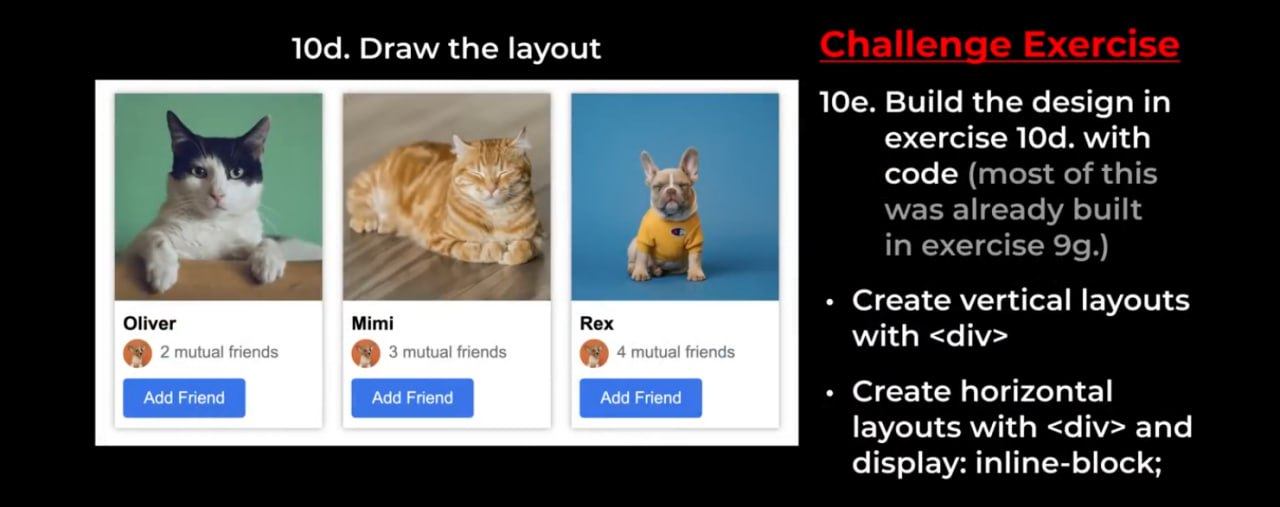 10d. Draw the layout
Oliver
2 mutual friends
Add Friend
Mimi
3 mutual friends
Add Friend
Rex
4 mutual friends
Add Friend
Challenge Exercise
10e. Build the design in
exercise 10d. with
code (most of this
was already built
in exercise 9g.)
• Create vertical layouts
with <div>
• Create horizontal
layouts with <div> and
display: inline-block;